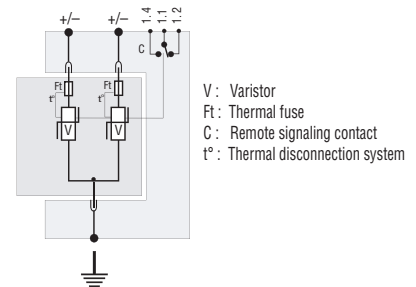 +/– +/– 1.4 1.1 1.2
C
Ft Ft
t° t°
V V
V : Varistor
Ft : Thermal fuse
C : Remote signaling contact
t° : Thermal disconnection system